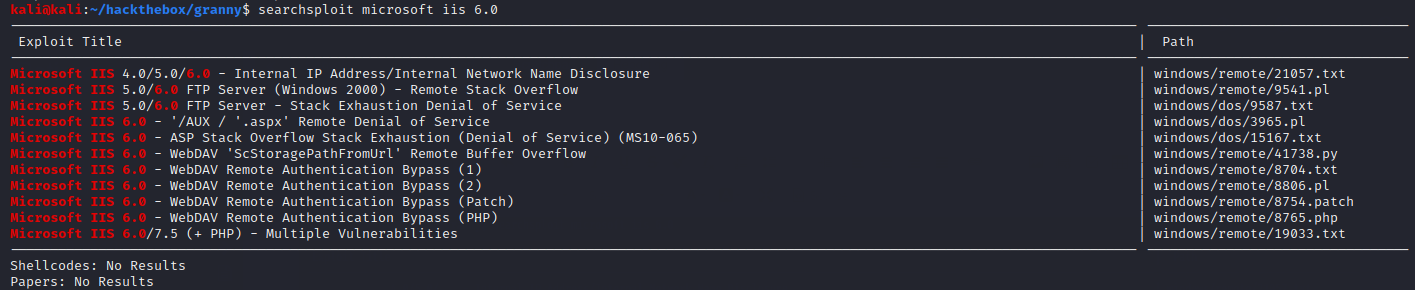 kali@kali:~/hackthebox/granny$ searchsploit microsoft iis 6.0
Exploit Title | Path
Microsoft IIS 4.0/5.0/6.0 - Internal IP Address/Internal Network Name Disclosure | windows/remote/21057.txt
Microsoft IIS 5.0/6.0 FTP Server (Windows 2000) - Remote Stack Overflow | windows/remote/9541.pl
Microsoft IIS 5.0/6.0 FTP Server - Stack Exhaustion Denial of Service | windows/dos/9587.txt
Microsoft IIS 6.0 - '/AUX / '.aspx' Remote Denial of Service | windows/dos/3965.pl
Microsoft IIS 6.0 - ASP Stack Overflow Stack Exhaustion (Denial of Service) (MS10-065) | windows/dos/15167.txt
Microsoft IIS 6.0 - WebDAV 'ScStoragePathFromUrl' Remote Buffer Overflow | windows/remote/41738.py
Microsoft IIS 6.0 - WebDAV Remote Authentication Bypass (1) | windows/remote/8704.txt
Microsoft IIS 6.0 - WebDAV Remote Authentication Bypass (2) | windows/remote/8806.pl
Microsoft IIS 6.0 - WebDAV Remote Authentication Bypass (Patch) | windows/remote/8754.patch
Microsoft IIS 6.0 - WebDAV Remote Authentication Bypass (PHP) | windows/remote/8765.php
Microsoft IIS 6.0/7.5 (+ PHP) - Multiple Vulnerabilities | windows/remote/19033.txt
Shellcodes: No Results
Papers: No Results